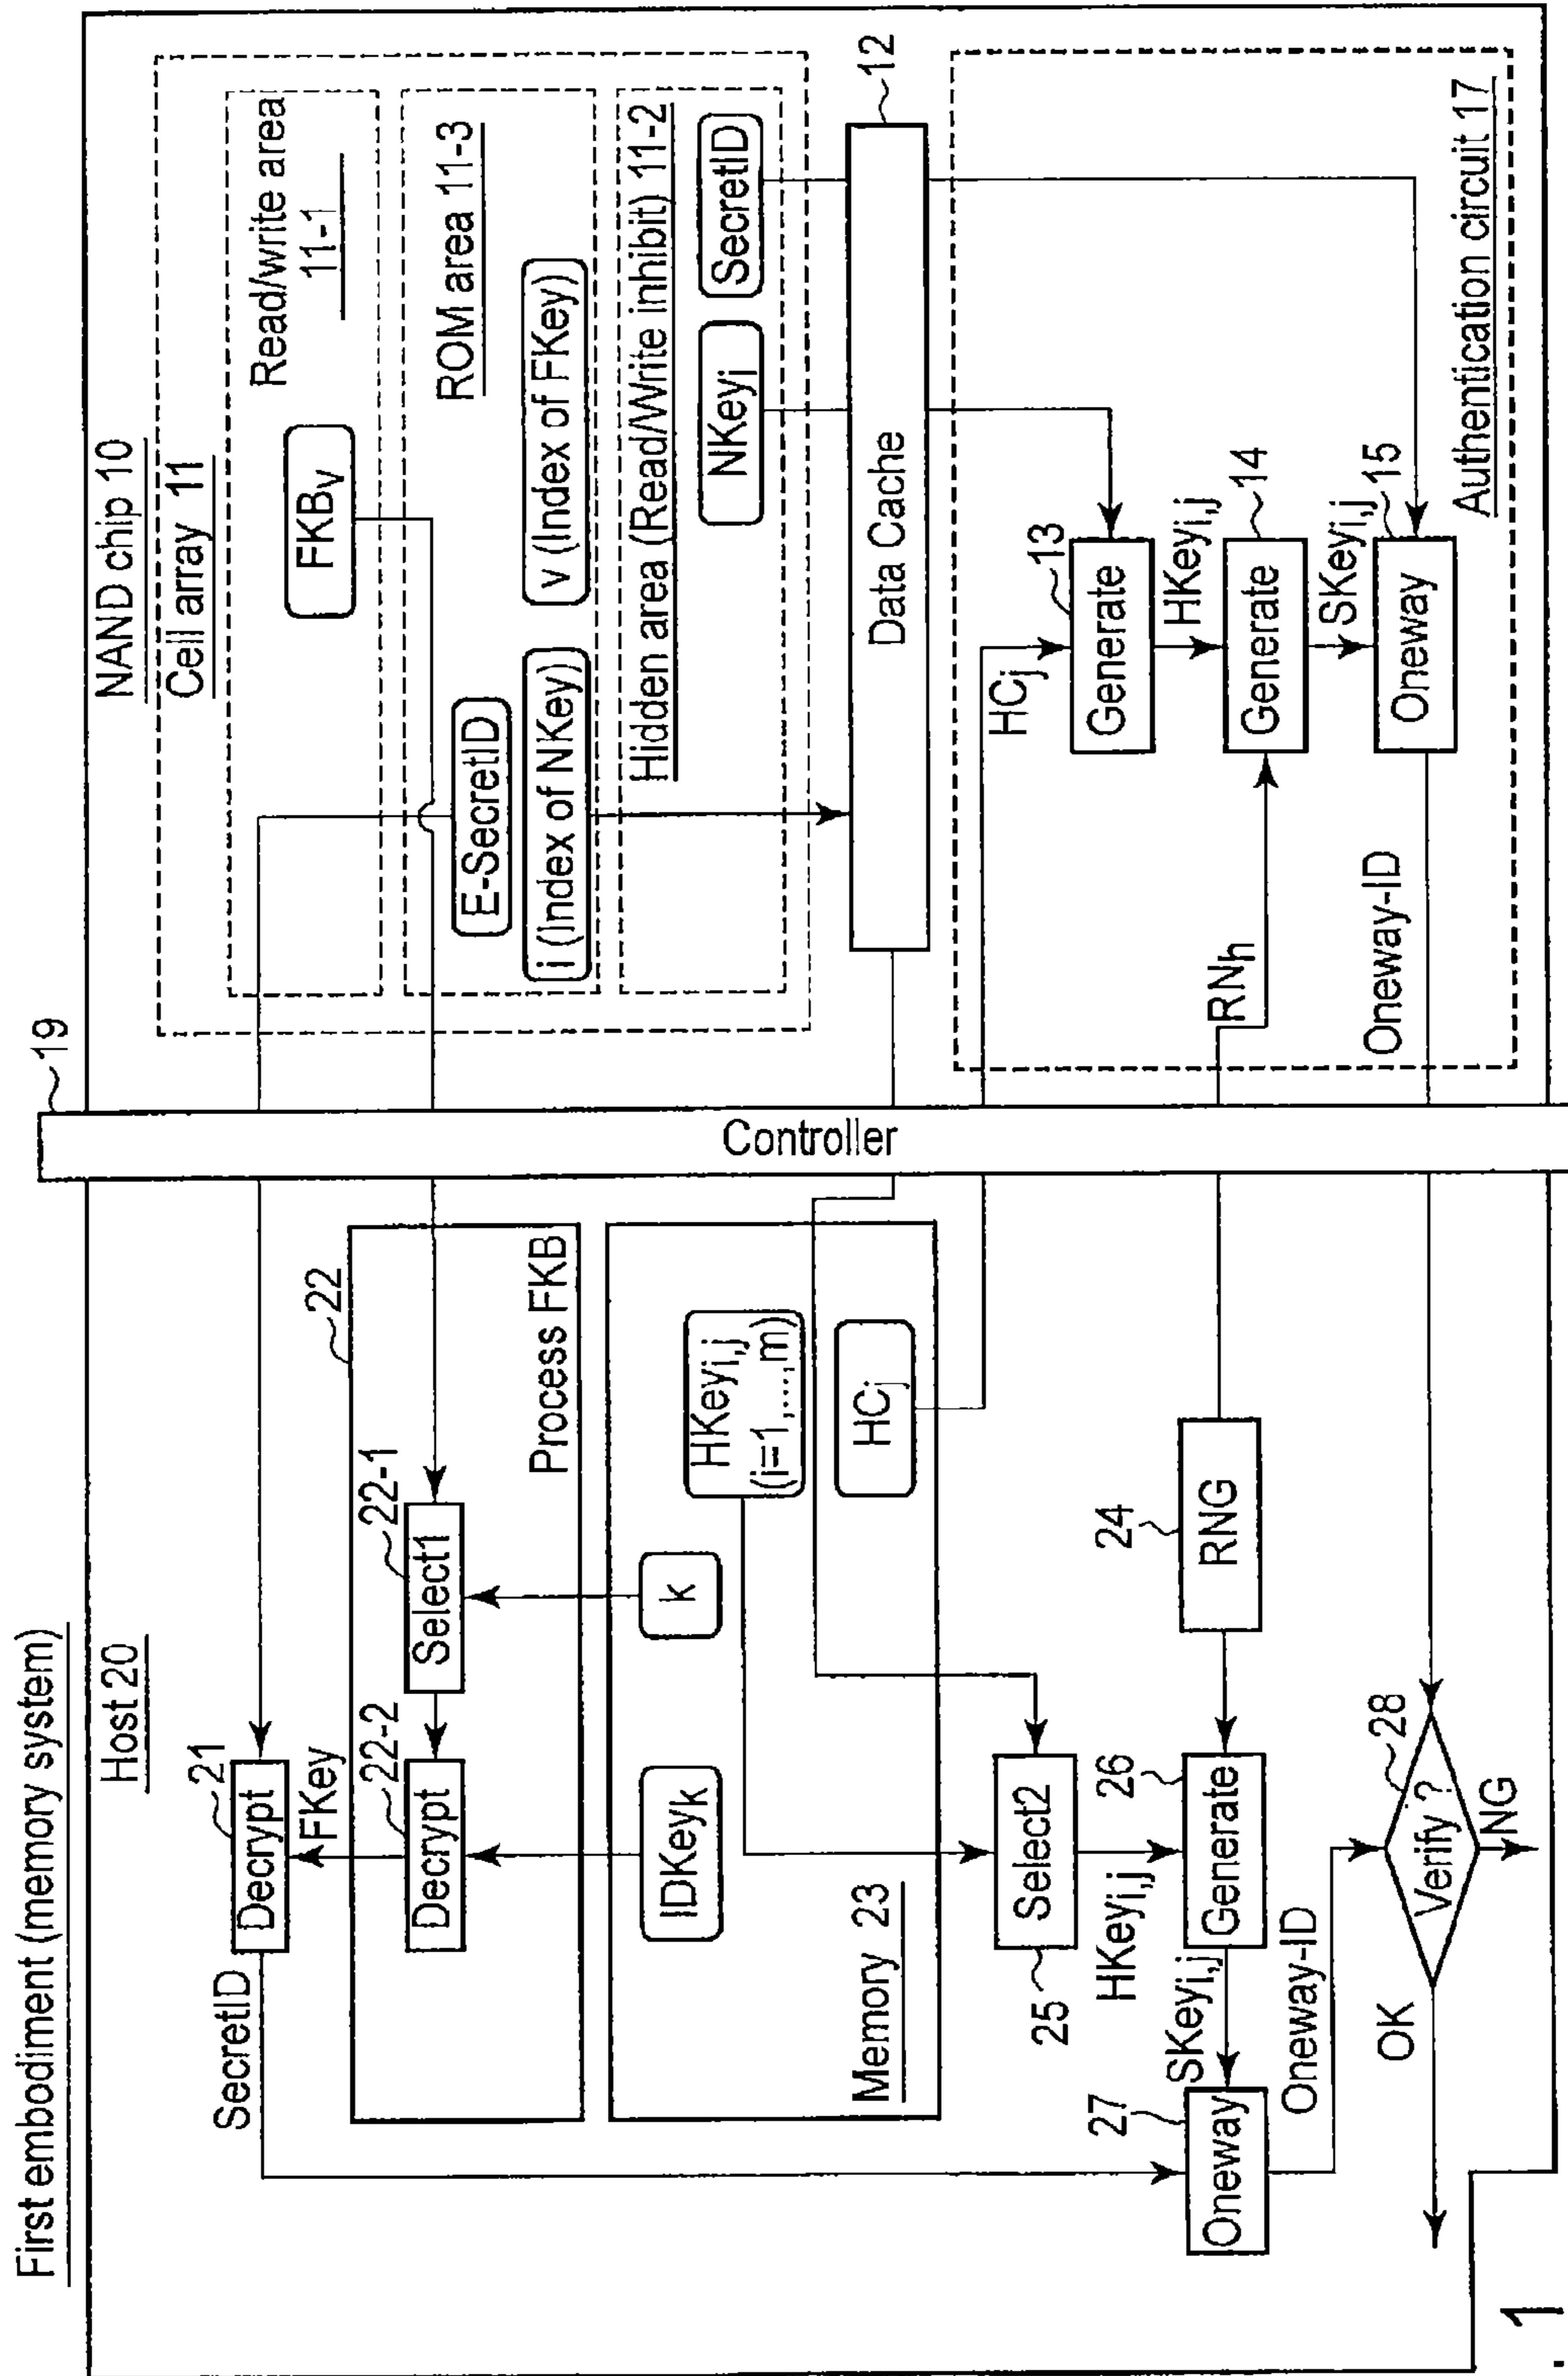 First embodiment (memory system)
Host 20
21
Decrypt
SecretID
FKey
22
22-2
Decrypt
22-1
Select1
Process FKB
IDKeyk
k
HKeyi,j
(i=1,...,m)
HCj
Memory 23
Select2
25
HKeyi,j
24
RNG
26
Generate
SKeyi,j
27
Oneway
Oneway-ID
28
Verify ?
OK
NG
19
Controller
NAND chip 10
Cell array 11
Read/write area
11-1
FKBv
ROM area 11-3
E-SecretID
i (Index of NKey)
v (Index of FKey)
Hidden area (Read/Write inhibit) 11-2
NKeyi
SecretID
12
Data Cache
HCj
13
Generate
HKeyi,j
RNh
14
Generate
SKeyi,j
15
Oneway
Oneway-ID
Authentication circuit 17
. 1